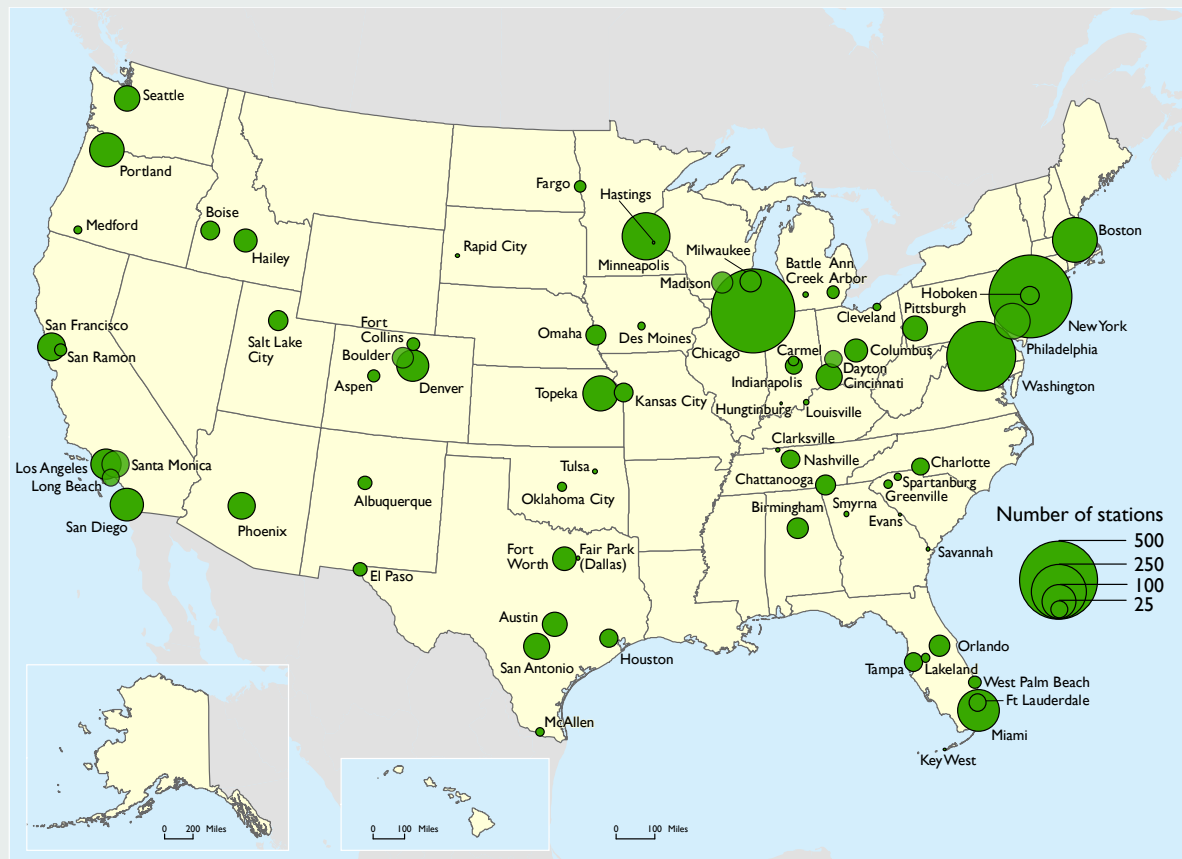 Seattle
Portland
Medford
Boise
Hailey
San Francisco
San Ramon
Salt Lake
City
Fort
Collins
Boulder
Aspen
Denver
Los Angeles
Santa Monica
Long Beach
San Diego
Phoenix
Albuquerque
El Paso
Fargo
Hastings
Minneapolis
Rapid City
Omaha
Des Moines
Topeka
Kansas City
Tulsa
Oklahoma City
Fort
Worth
Fair Park
(Dallas)
Austin
San Antonio
Houston
McAllen
Milwaukee
Madison
Chicago
Battle
Creek
Ann
Arbor
Cleveland
Carmel
Indianapolis
Columbus
Dayton
Cincinnati
Hungtinburg
Louisville
Clarksville
Nashville
Chattanooga
Birmingham
Smyrna
Evans
Charlotte
Spartanburg
Greenville
Savannah
Boston
Hoboken
Pittsburgh
New York
Philadelphia
Washington
Orlando
Tampa
Lakeland
West Palm Beach
Ft Lauderdale
Miami
Key West
Number of stations
500
250
100
25
0 200 Miles
0 100 Miles
0 100 Miles